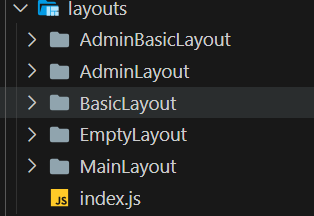 layouts
AdminBasicLayout
AdminLayout
BasicLayout
EmptyLayout
MainLayout
JS index.js